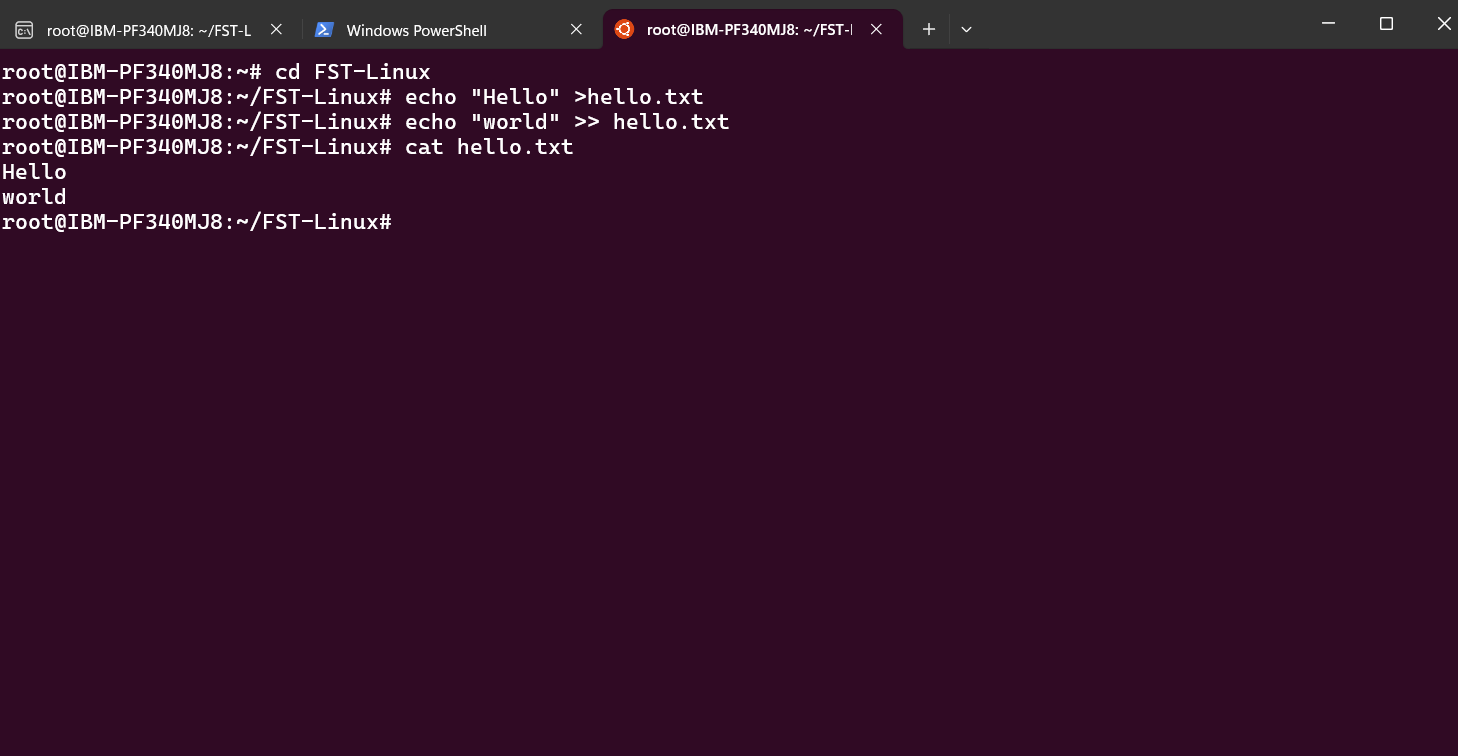 root@IBM-PF340MJ8: ~/FST-L
Windows PowerShell
root@IBM-PF340MJ8: ~/FST-
root@IBM-PF340MJ8:~# cd FST-Linux
root@IBM-PF340MJ8:~/FST-Linux# echo "Hello" >hello.txt
root@IBM-PF340MJ8:~/FST-Linux# echo "world" >> hello.txt
root@IBM-PF340MJ8:~/FST-Linux# cat hello.txt
Hello
world
root@IBM-PF340MJ8:~/FST-Linux#